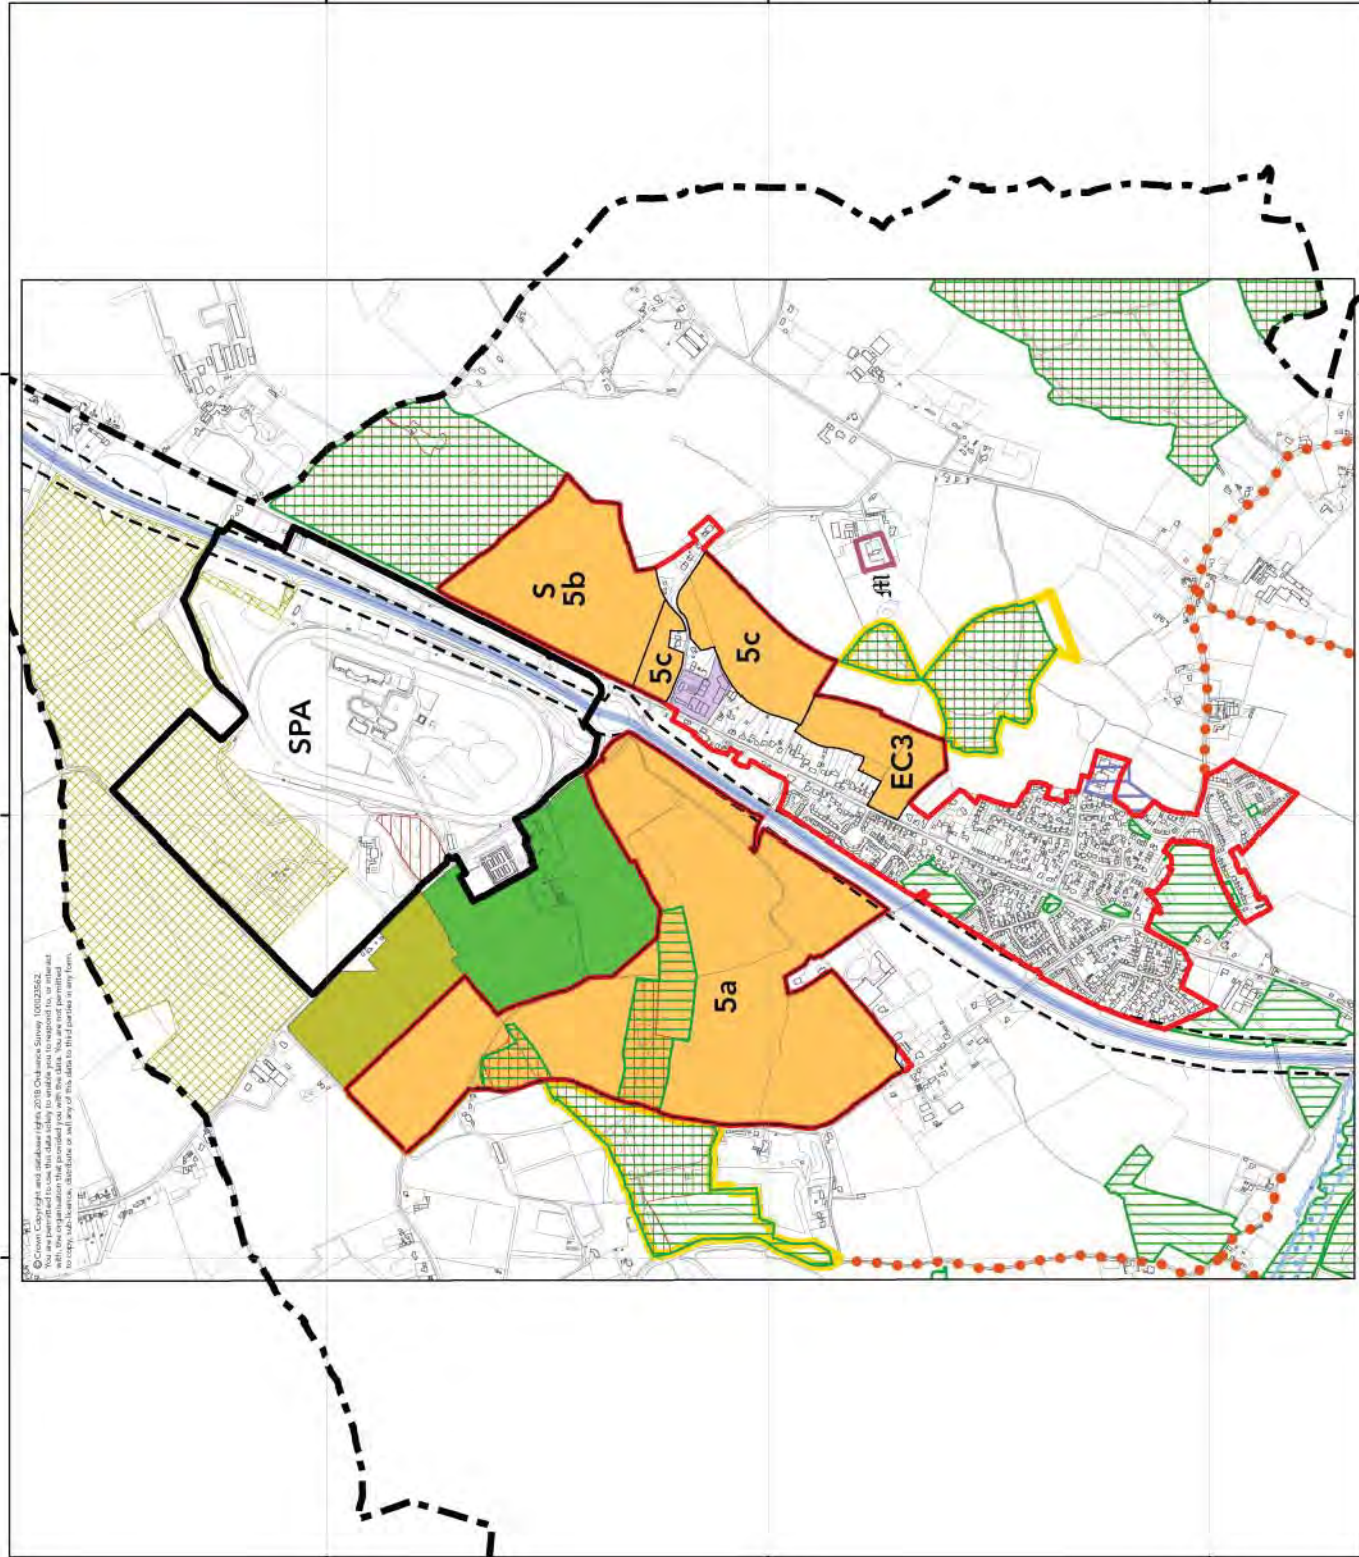 © Crown Copyright and database rights 2018 Ordnance Survey 100023562.
You are permitted to use this data solely to enable you to respond to, or interact
with, the organisation that provided you with the data. You are not permitted
to copy, sub-licence, distribute or sell any of this data to third parties in any form.
SPA
S
5b
5c
5c
EC3
5a
M